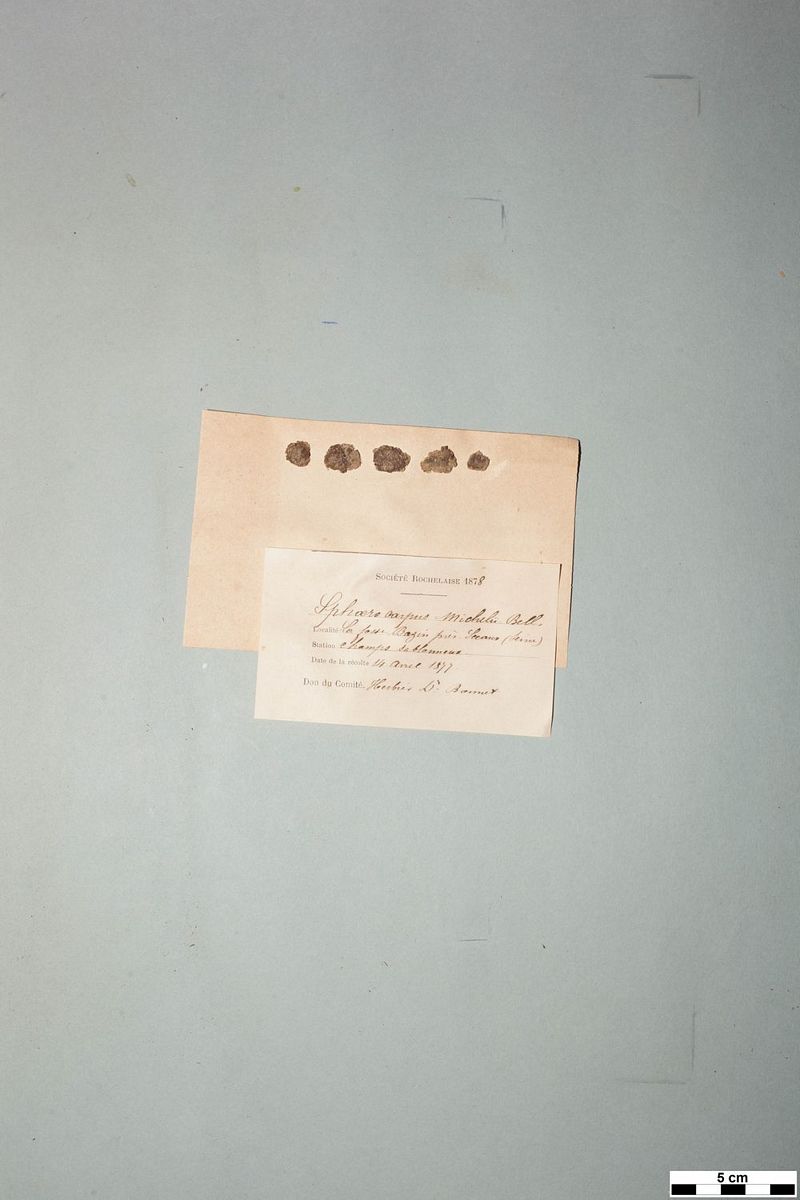 Société Rochelaise 1878
Sphærocarpus Michelii Bell.
Localité La fosse Bazin près Sceaux (Seine)
Station Champs sablonneux
Date de la récolte 14 Avril 1877
Don du Comité. Herbier Dr. Bonnet
5 cm